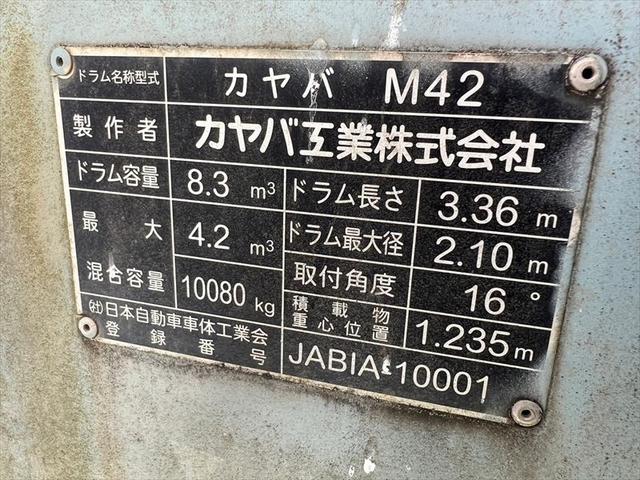 ドラム名称型式 カヤバ M42
製作者 カヤバ工業株式会社
ドラム容量 8.3 m³ ドラム長さ 3.36 m
最大混合容量 4.2 m³ ドラム最大径 2.10 m
10080 kg 取付角度 16°
積載物重心位置 1.235m
(社)日本自動車車体工業会
登録番号 JABIA-10001